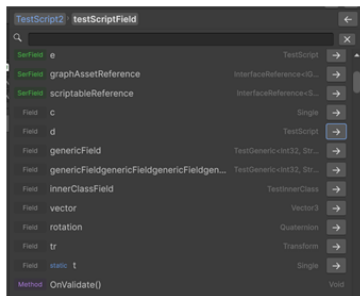 TestScript2 testScriptField
SerField e TestScript
SerField graphAssetReference InterfaceReference<IG...
SerField scriptableReference InterfaceReference<S...
Field c Single
Field d TestScript
Field genericField TestGeneric<Int32, Str...
Field genericFieldgenericFieldgenericFieldgen... TestGeneric<Int32, Str...
Field innerClassField TestInnerClass
Field vector Vector3
Field rotation Quaternion
Field tr Transform
Field static t Single
Method OnValidate() Void